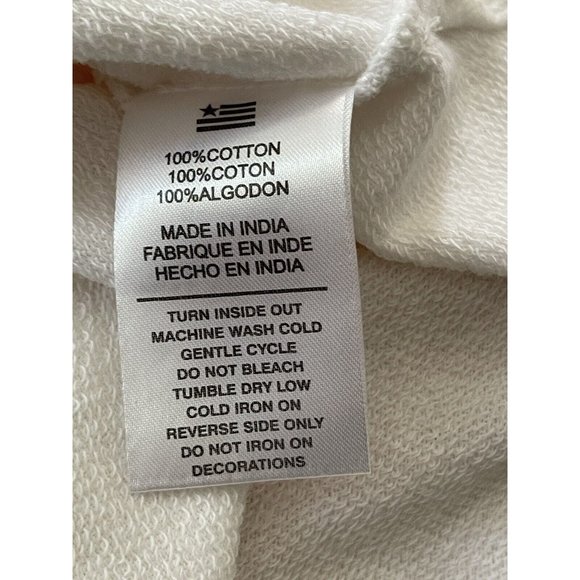 100%COTTON
100%COTON
100%ALGODON
MADE IN INDIA
FABRIQUE EN INDE
HECHO EN INDIA
TURN INSIDE OUT
MACHINE WASH COLD
GENTLE CYCLE
DO NOT BLEACH
TUMBLE DRY LOW
COLD IRON ON
REVERSE SIDE ONLY
DO NOT IRON ON
DECORATIONS